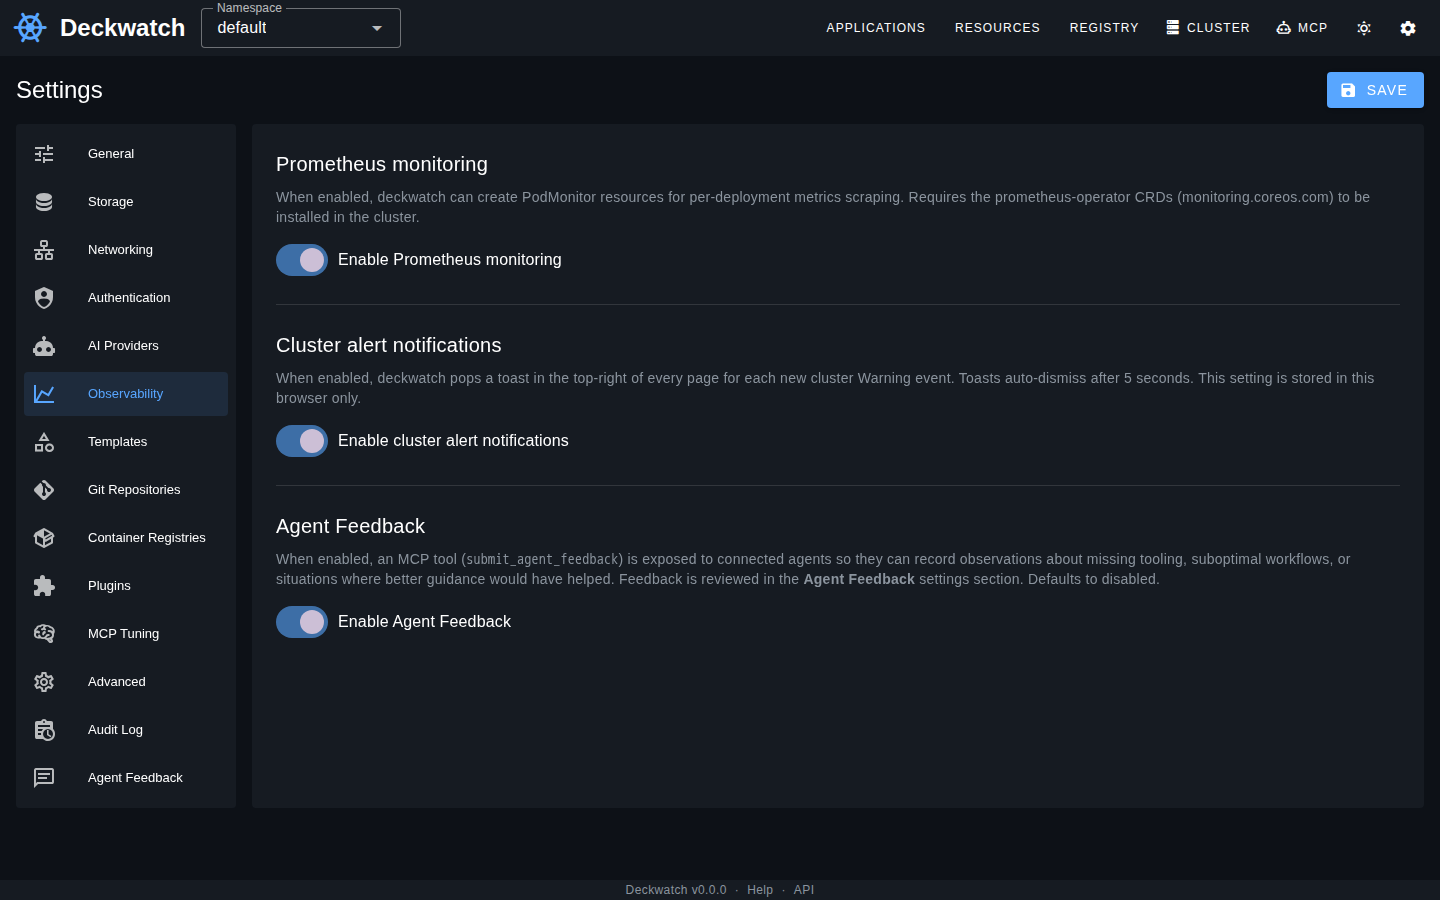 Deckwatch
Namespace
default
APPLICATIONS
RESOURCES
REGISTRY
CLUSTER
MCP
Settings
SAVE
General
Storage
Networking
Authentication
AI Providers
Observability
Templates
Git Repositories
Container Registries
Plugins
MCP Tuning
Advanced
Audit Log
Agent Feedback
Prometheus monitoring
When enabled, deckwatch can create PodMonitor resources for per-deployment metrics scraping. Requires the prometheus-operator CRDs (monitoring.coreos.com) to be
installed in the cluster.
Enable Prometheus monitoring
Cluster alert notifications
When enabled, deckwatch pops a toast in the top-right of every page for each new cluster Warning event. Toasts auto-dismiss after 5 seconds. This setting is stored in this
browser only.
Enable cluster alert notifications
Agent Feedback
When enabled, an MCP tool (submit_agent_feedback) is exposed to connected agents so they can record observations about missing tooling, suboptimal workflows, or
situations where better guidance would have helped. Feedback is reviewed in the Agent Feedback settings section. Defaults to disabled.
Enable Agent Feedback
Deckwatch v0.0.0 · Help · API